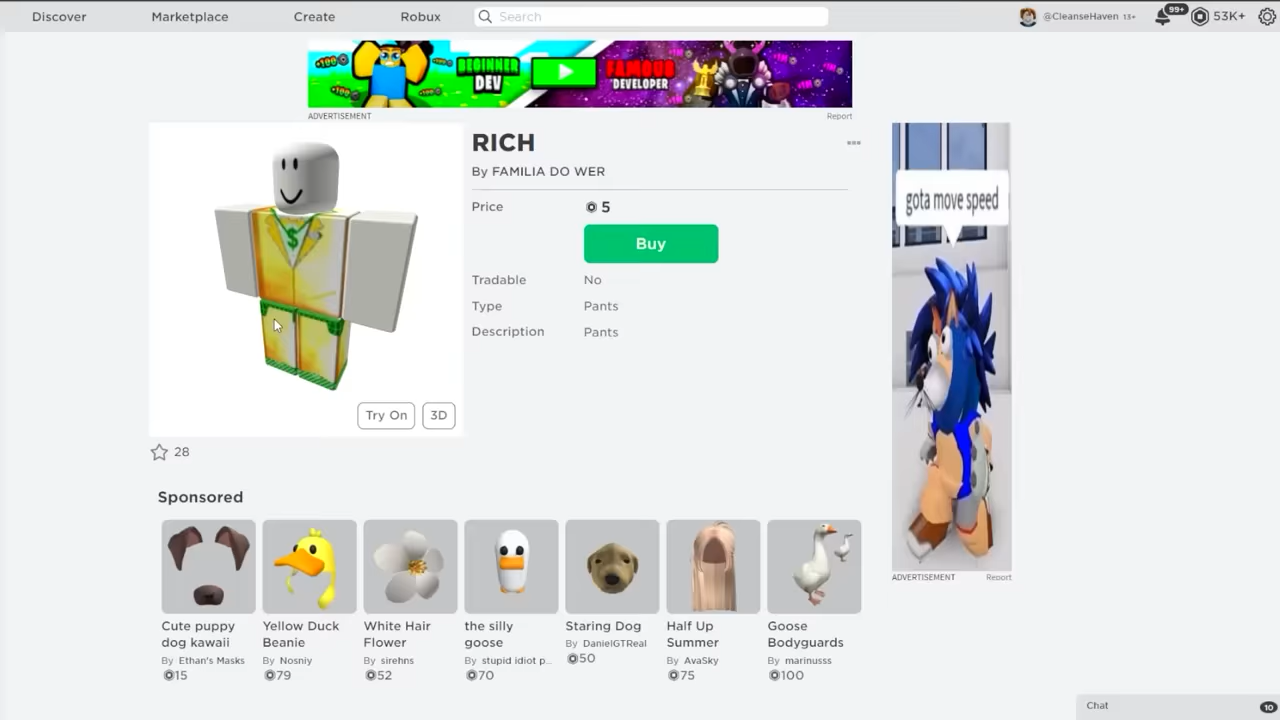 Discover
Marketplace
Create
Robux
Search
@CleanseHaven 13+
99+
53K+
+100
BEGINNER
DEV
FAMOUS
DEVELOPER
ADVERTISEMENT
Report
RICH
By FAMILIA DO WER
Price
5
Buy
Tradable
No
Type
Pants
Description
Pants
$
Try On
3D
28
gota move speed
ADVERTISEMENT
Report
Sponsored
Cute puppy
dog kawaii
By Ethan's Masks
15
Yellow Duck
Beanie
By Nosniy
79
White Hair
Flower
By sirehns
52
the silly
goose
By stupid idiot p...
70
Staring Dog
By DanielGTReal
50
Half Up
Summer
By AvaSky
75
Goose
Bodyguards
By marinusss
100
Chat
10